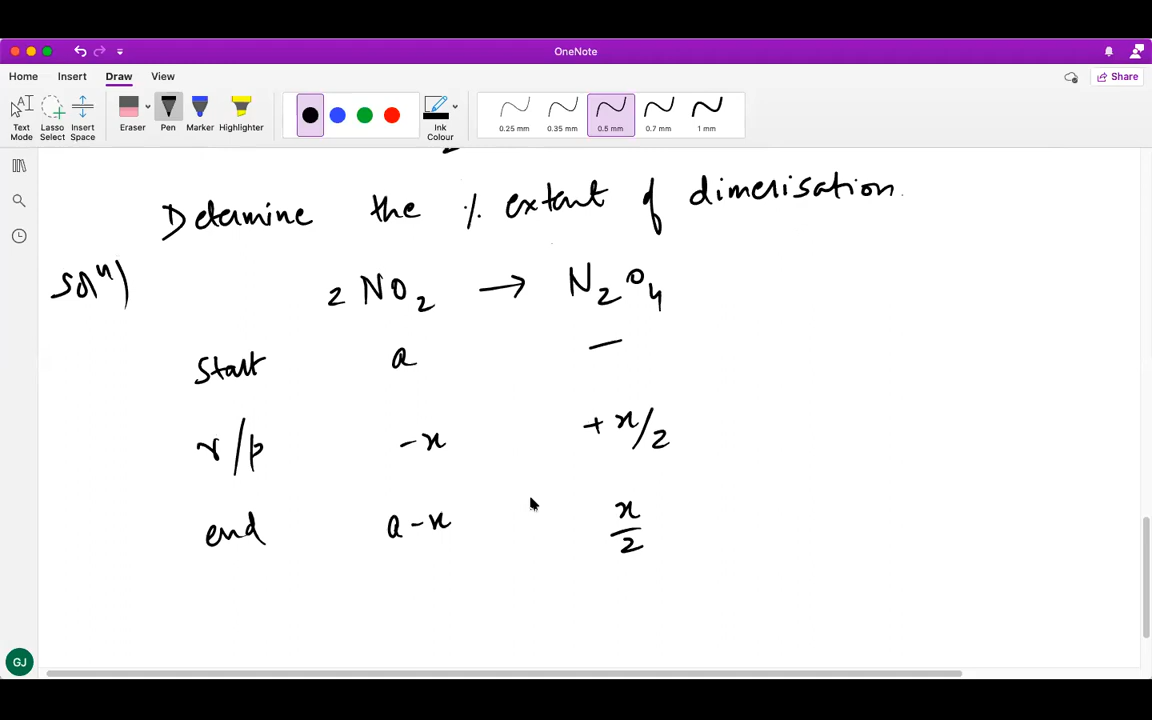 OneNote
Home Insert Draw View
Share
Text Mode
Lasso Select
Insert Space
Eraser
Pen
Marker
Highlighter
Ink Colour
0.25 mm
0.35 mm
0.5 mm
0.7 mm
1 mm
Determine the % extent of dimerisation.
Solⁿ) 2 NO₂ → N₂O₄
Start a —
r/p -x +x/2
end a-x x/2
GJ